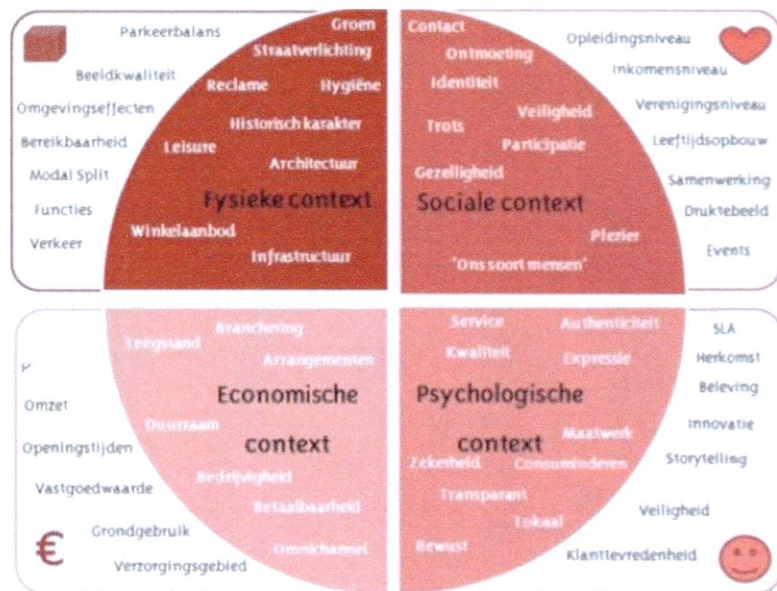 Parkeerbalans
Beeldkwaliteit
Omgevingseffecten
Bereikbaarheid
Modal Split
Functies
Verkeer
Groen
Straatverlichting
Reclame
Hygiëne
Historisch karakter
Leisure
Architectuur
Fysieke context
Winkelaanbod
Infrastructuur
Contact
Ontmoeting
Identiteit
Veiligheid
Trots
Participatie
Gezelligheid
Sociale context
Plezier
'Ons soort mensen'
Opleidingsniveau
Inkomensniveau
Verenigingsniveau
Leeftijdsopbouw
Samenwerking
Druktebeeld
Events
Omzet
Openingstijden
Vastgoedwaarde
€
Grondgebruik
Verzorgingsgebied
Branchering
Leegstand
Arrangementen
Economische
Duurzaam
context
Bedrijvigheid
Betaalbaarheid
Omnichannel
Service
Authenticiteit
Kwaliteit
Expressie
Psychologische
Maatwerk
context
Zekerheid
Consuminderen
Transparant
Lokaal
Bewust
SLA
Herkomst
Beleving
Innovatie
Storytelling
Veiligheid
Klanttevredenheid